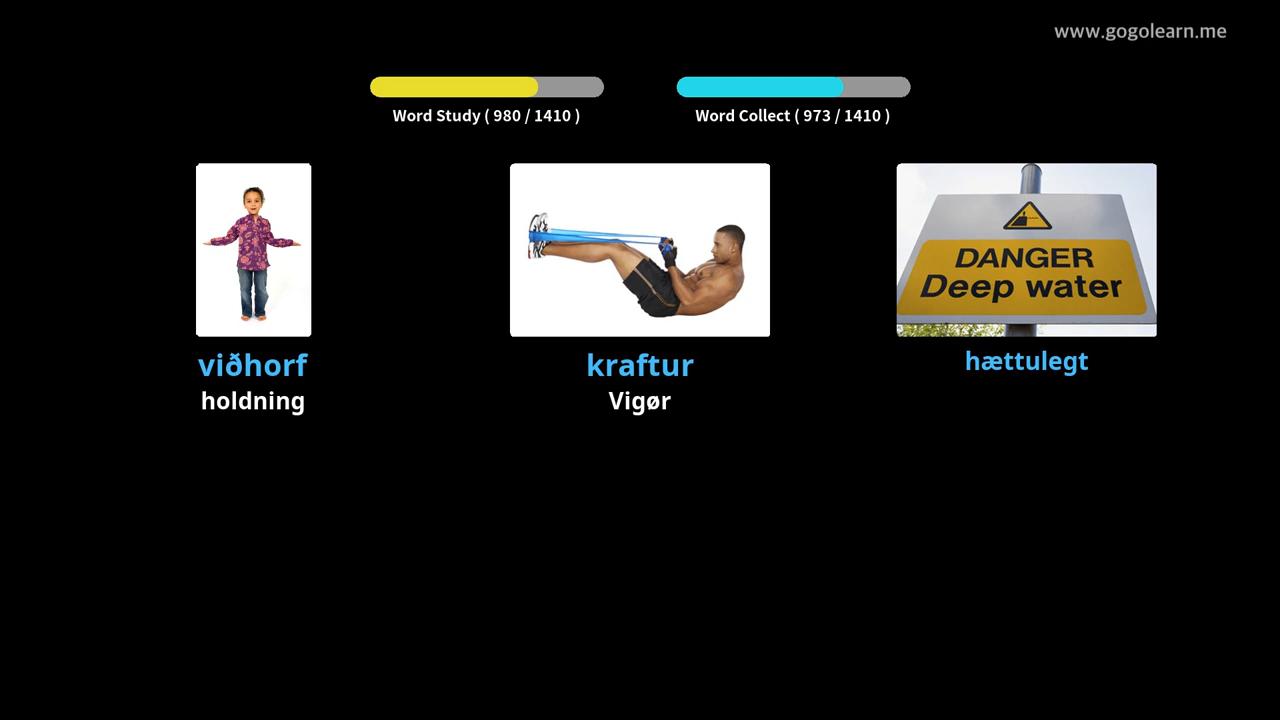 www.gogolearn.me
Word Study ( 980 / 1410 )
Word Collect ( 973 / 1410 )
DANGER
Deep water
viðhorf
kraftur
hættulegt
holdning
Vigør